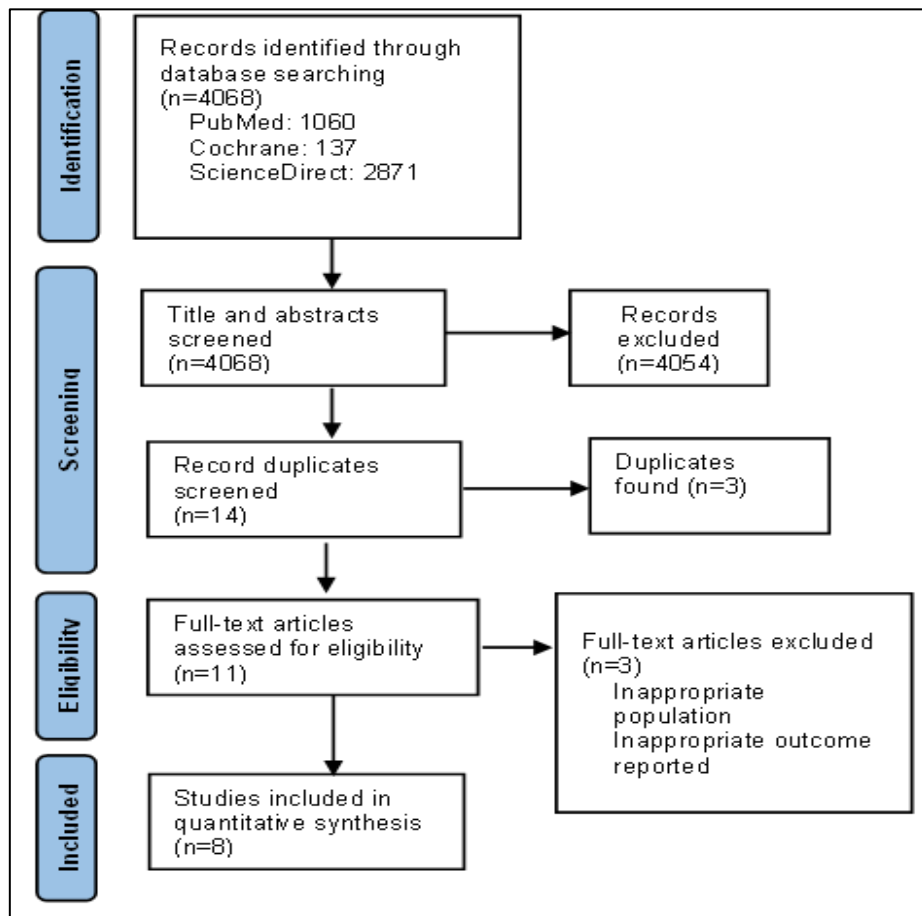 Identification
Records identified through
database searching
(n=4068)
PubMed: 1060
Cochrane: 137
ScienceDirect: 2871
Screening
Title and abstracts
screened
(n=4068)
Records
excluded
(n=4054)
Record duplicates
screened
(n=14)
Duplicates
found (n=3)
Eligibility
Full-text articles
assessed for eligibility
(n=11)
Full-text articles excluded
(n=3)
Inappropriate
population
Inappropriate outcome
reported
Included
Studies included in
quantitative synthesis
(n=8)